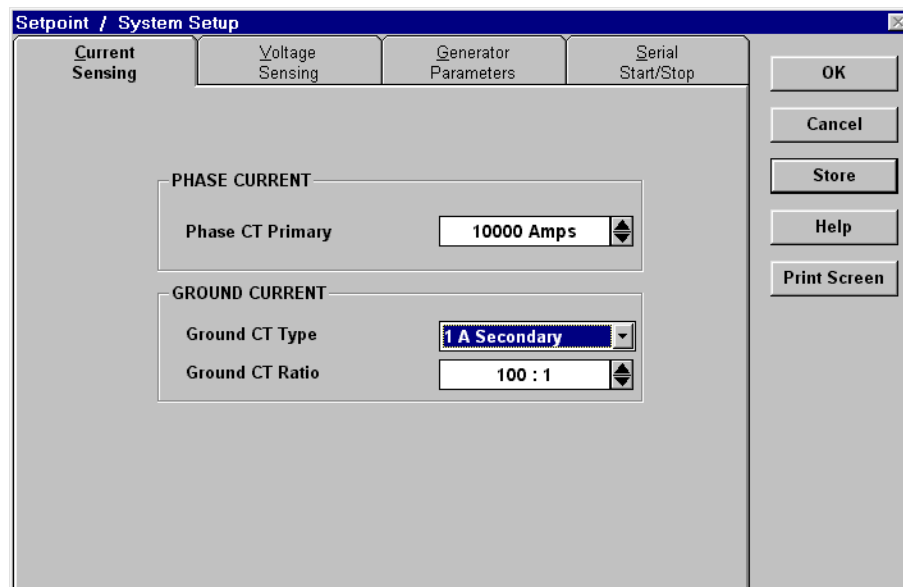 Setpoint / System Setup
Current
Sensing
Voltage
Sensing
Generator
Parameters
Serial
Start/Stop
OK
Cancel
Store
Help
Print Screen
PHASE CURRENT
Phase CT Primary
10000 Amps
GROUND CURRENT
Ground CT Type
1 A Secondary
Ground CT Ratio
100 : 1